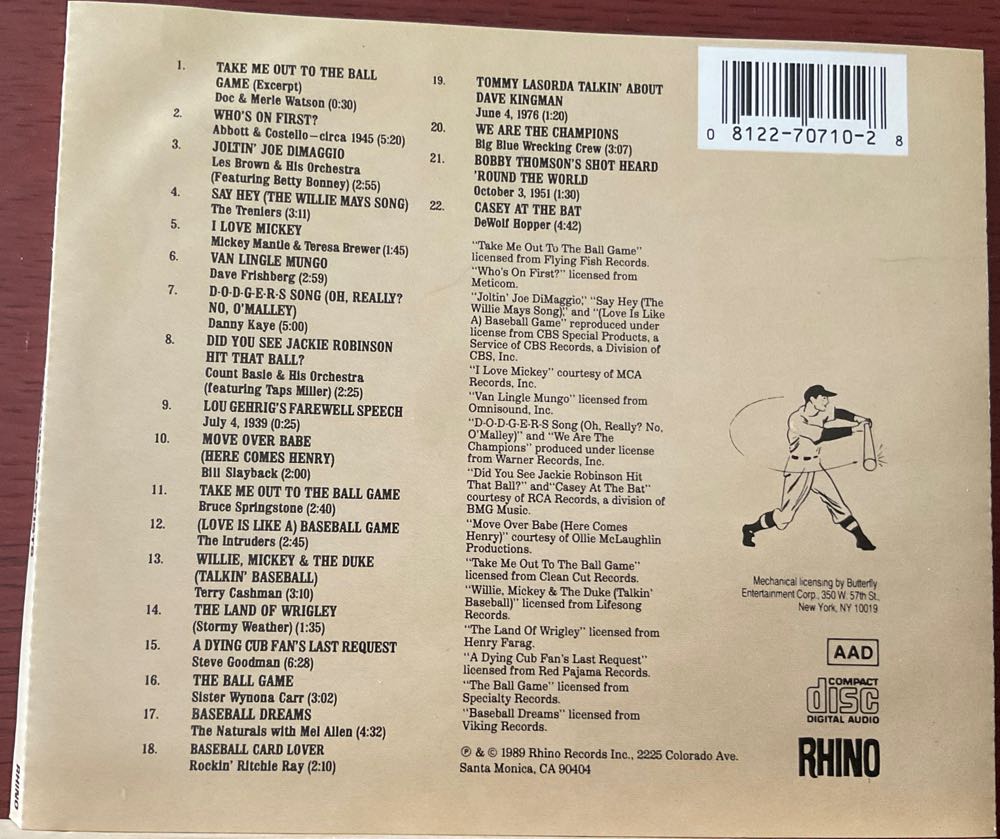 1. TAKE ME OUT TO THE BALL
GAME (Excerpt)
Doc & Merle Watson (0:30)
2. WHO'S ON FIRST?
Abbott & Costello—circa 1945 (5:20)
3. JOLTIN' JOE DIMAGGIO
Les Brown & His Orchestra
(Featuring Betty Bonney) (2:55)
4. SAY HEY (THE WILLIE MAYS SONG)
The Treniers (3:11)
5. I LOVE MICKEY
Mickey Mantle & Teresa Brewer (1:45)
6. VAN LINGLE MUNGO
Dave Frishberg (2:59)
7. D-O-D-G-E-R-S SONG (OH, REALLY?
NO, O'MALLEY)
Danny Kaye (5:00)
8. DID YOU SEE JACKIE ROBINSON
HIT THAT BALL?
Count Basie & His Orchestra
(featuring Taps Miller) (2:25)
9. LOU GEHRIG'S FAREWELL SPEECH
July 4, 1939 (0:25)
10. MOVE OVER BABE
(HERE COMES HENRY)
Bill Slayback (2:00)
11. TAKE ME OUT TO THE BALL GAME
Bruce Springstone (2:40)
12. (LOVE IS LIKE A) BASEBALL GAME
The Intruders (2:45)
13. WILLIE, MICKEY & THE DUKE
(TALKIN' BASEBALL)
Terry Cashman (3:10)
14. THE LAND OF WRIGLEY
(Stormy Weather) (1:35)
15. A DYING CUB FAN'S LAST REQUEST
Steve Goodman (6:28)
16. THE BALL GAME
Sister Wynona Carr (3:02)
17. BASEBALL DREAMS
The Naturals with Mel Allen (4:32)
18. BASEBALL CARD LOVER
Rockin' Ritchie Ray (2:10)
19. TOMMY LASORDA TALKIN' ABOUT
DAVE KINGMAN
June 4, 1976 (1:20)
20. WE ARE THE CHAMPIONS
Big Blue Wrecking Crew (3:07)
21. BOBBY THOMSON'S SHOT HEARD
'ROUND THE WORLD
October 3, 1951 (1:30)
22. CASEY AT THE BAT
DeWolf Hopper (4:42)
"Take Me Out To The Ball Game"
licensed from Flying Fish Records.
"Who's On First?" licensed from
Meticom.
"Joltin' Joe DiMaggio," "Say Hey (The
Willie Mays Song)," and "(Love Is Like
A) Baseball Game" reproduced under
license from CBS Special Products, a
Service of CBS Records, a Division of
CBS, Inc.
"I Love Mickey" courtesy of MCA
Records, Inc.
"Van Lingle Mungo" licensed from
Omnisound, Inc.
"D-O-D-G-E-R-S Song (Oh, Really? No,
O'Malley)" and "We Are The
Champions" produced under license
from Warner Records, Inc.
"Did You See Jackie Robinson Hit
That Ball?" and"Casey At The Bat"
courtesy of RCA Records, a division of
BMG Music.
"Move Over Babe (Here Comes
Henry)" courtesy of Ollie McLaughlin
Productions.
"Take Me Out To The Ball Game"
licensed from Clean Cut Records.
"Willie, Mickey & The Duke (Talkin'
Baseball)" licensed from Lifesong
Records.
"The Land Of Wrigley" licensed from
Henry Farag.
"A Dying Cub Fan's Last Request"
licensed from Red Pajama Records.
"The Ball Game" licensed from
Specialty Records.
"Baseball Dreams" licensed from
Viking Records.
℗ & © 1989 Rhino Records Inc., 2225 Colorado Ave.
Santa Monica, CA 90404
0 8122-70710-2 8
Mechanical licensing by Butterfly
Entertainment Corp., 350 W. 57th St.,
New York, NY 10019
AAD
COMPACT
disc
DIGITAL AUDIO
RHINO
RHINO